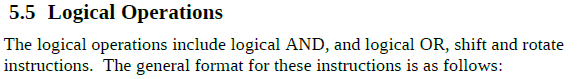 5.5 Logical Operations
The logical operations include logical AND, and logical OR, shift and rotate
instructions. The general format for these instructions is as follows: